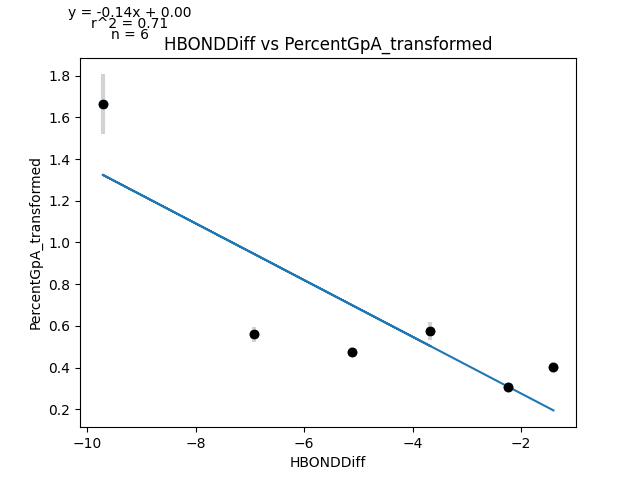 y = -0.14x + 0.00
r^2 = 0.71
n = 6
HBONDDiff vs PercentGpA_transformed
PercentGpA_transformed
1.8
1.6
1.4
1.2
1.0
0.8
0.6
0.4
0.2
−10
−8
−6
−4
−2
HBONDDiff